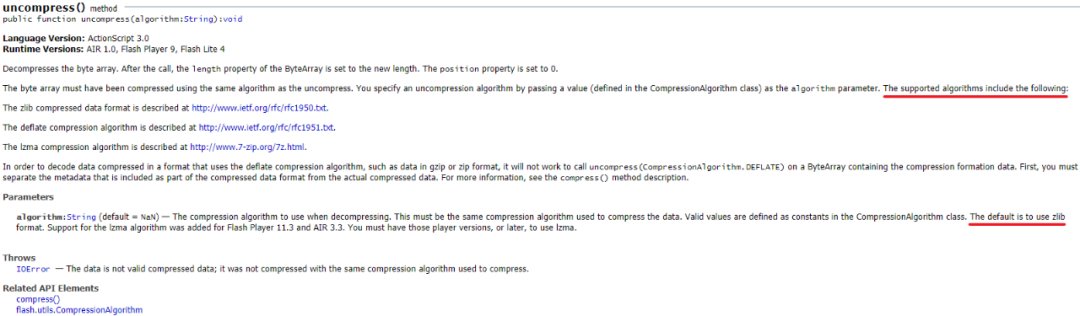 uncompress() method
public function uncompress(algorithm:String):void
Language Version: ActionScript 3.0
Runtime Versions: AIR 1.0, Flash Player 9, Flash Lite 4
Decompresses the byte array. After the call, the length property of the ByteArray is set to the new length. The position property is set to 0.
The byte array must have been compressed using the same algorithm as the uncompress. You specify an uncompression algorithm by passing a value (defined in the CompressionAlgorithm class) as the algorithm parameter. The supported algorithms include the following:
The zlib compressed data format is described at http://www.ietf.org/rfc/rfc1950.txt.
The deflate compression algorithm is described at http://www.ietf.org/rfc/rfc1951.txt.
The lzma compression algorithm is described at http://www.7-zip.org/7z.html.
In order to decode data compressed in a format that uses the deflate compression algorithm, such as data in gzip or zip format, it will not work to call uncompress(CompressionAlgorithm.DEFLATE) on a ByteArray containing the compression formation data. First, you must
separate the metadata that is included as part of the compressed data format from the actual compressed data. For more information, see the compress() method description.
Parameters
algorithm:String (default = NaN) — The compression algorithm to use when decompressing. This must be the same compression algorithm used to compress the data. Valid values are defined as constants in the CompressionAlgorithm class. The default is to use zlib
format. Support for the lzma algorithm was added for Flash Player 11.3 and AIR 3.3. You must have those player versions, or later, to use lzma.
Throws
IOError — The data is not valid compressed data; it was not compressed with the same compression algorithm used to compress.
Related API Elements
compress()
flash.utils.CompressionAlgorithm